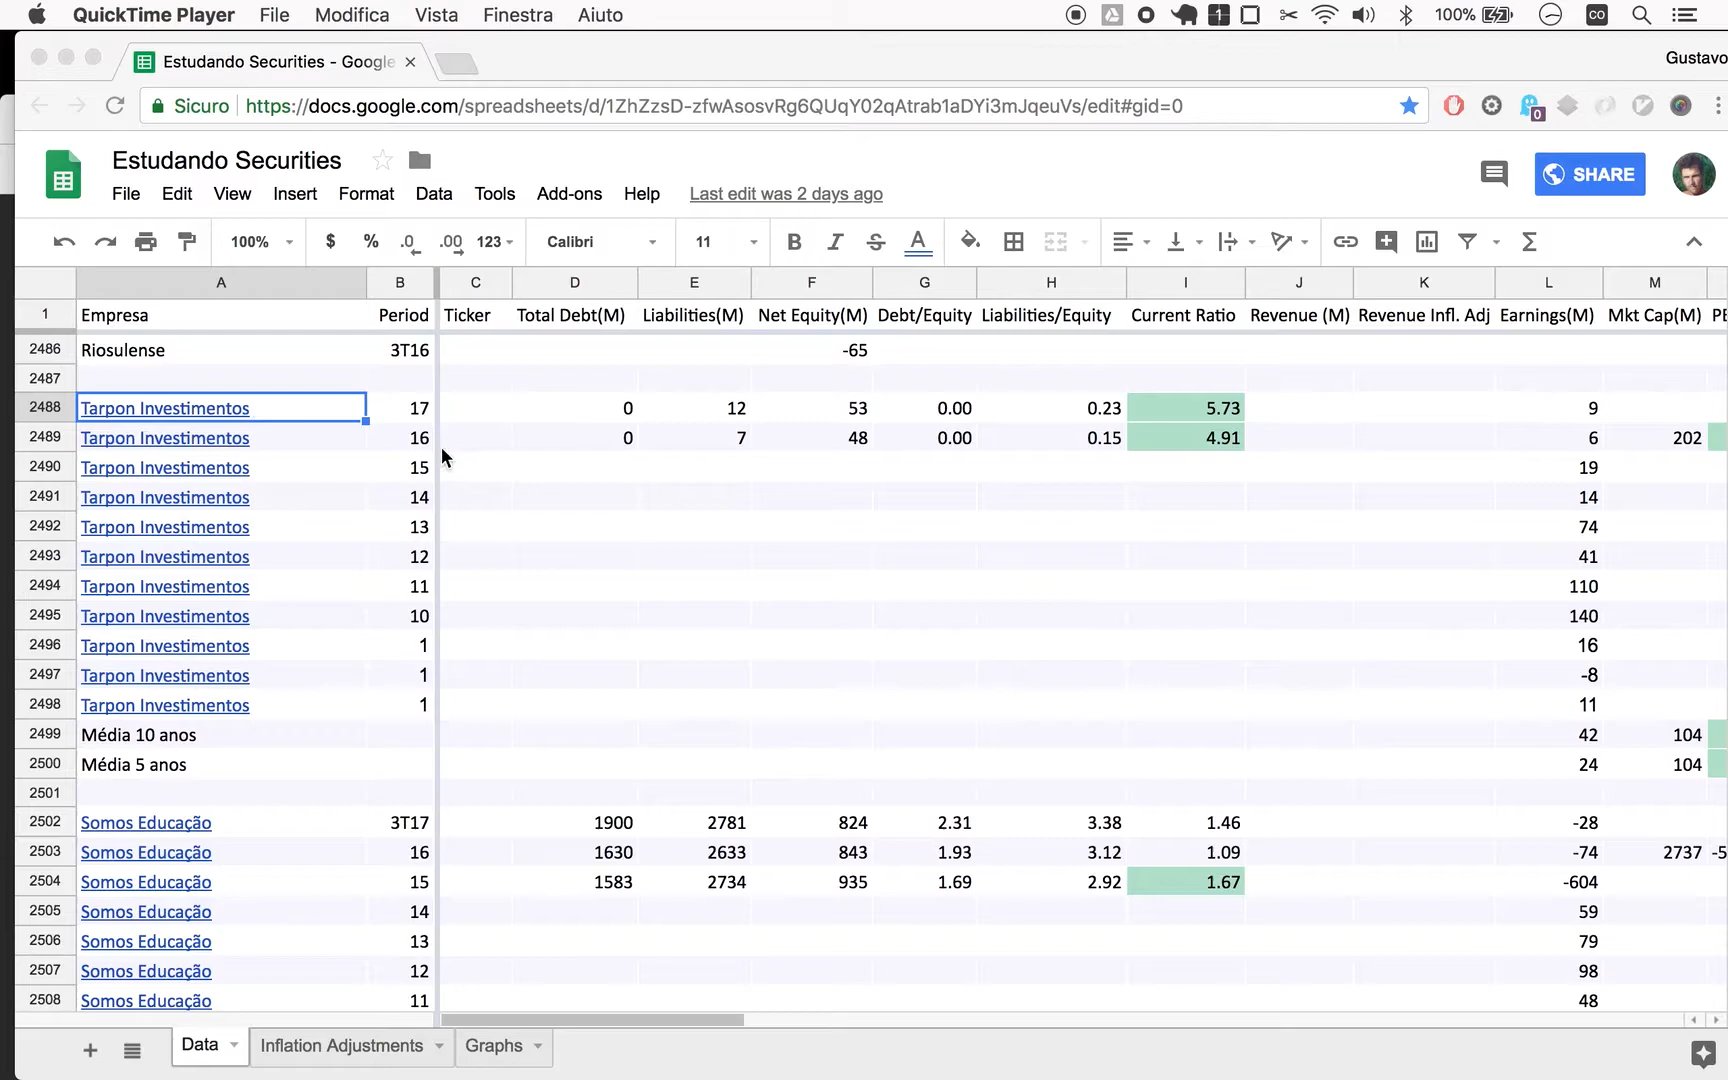 QuickTime Player File Modifica Vista Finestra Aiuto 1 100% CO
Estudando Securities - Google Gustavo
Sicuro https://docs.google.com/spreadsheets/d/1ZhZzsD-zfwAsosvRg6QUqY02qAtrab1aDYi3mJqeuVs/edit#gid=0 0
Estudando Securities
File Edit View Insert Format Data Tools Add-ons Help Last edit was 2 days ago SHARE
100% $ % .0 .00 123 Calibri 11 B I S A
A B C D E F G H I J K L M
1 Empresa Period Ticker Total Debt(M) Liabilities(M) Net Equity(M) Debt/Equity Liabilities/Equity Current Ratio Revenue (M) Revenue Infl. Adj Earnings(M) Mkt Cap(M) PE
2486 Riosulense 3T16 -65
2487
2488 Tarpon Investimentos 17 0 12 53 0.00 0.23 5.73 9
2489 Tarpon Investimentos 16 0 7 48 0.00 0.15 4.91 6 202
2490 Tarpon Investimentos 15 19
2491 Tarpon Investimentos 14 14
2492 Tarpon Investimentos 13 74
2493 Tarpon Investimentos 12 41
2494 Tarpon Investimentos 11 110
2495 Tarpon Investimentos 10 140
2496 Tarpon Investimentos 1 16
2497 Tarpon Investimentos 1 -8
2498 Tarpon Investimentos 1 11
2499 Média 10 anos 42 104
2500 Média 5 anos 24 104
2501
2502 Somos Educação 3T17 1900 2781 824 2.31 3.38 1.46 -28
2503 Somos Educação 16 1630 2633 843 1.93 3.12 1.09 -74 2737 -5
2504 Somos Educação 15 1583 2734 935 1.69 2.92 1.67 -604
2505 Somos Educação 14 59
2506 Somos Educação 13 79
2507 Somos Educação 12 98
2508 Somos Educação 11 48
Data Inflation Adjustments Graphs